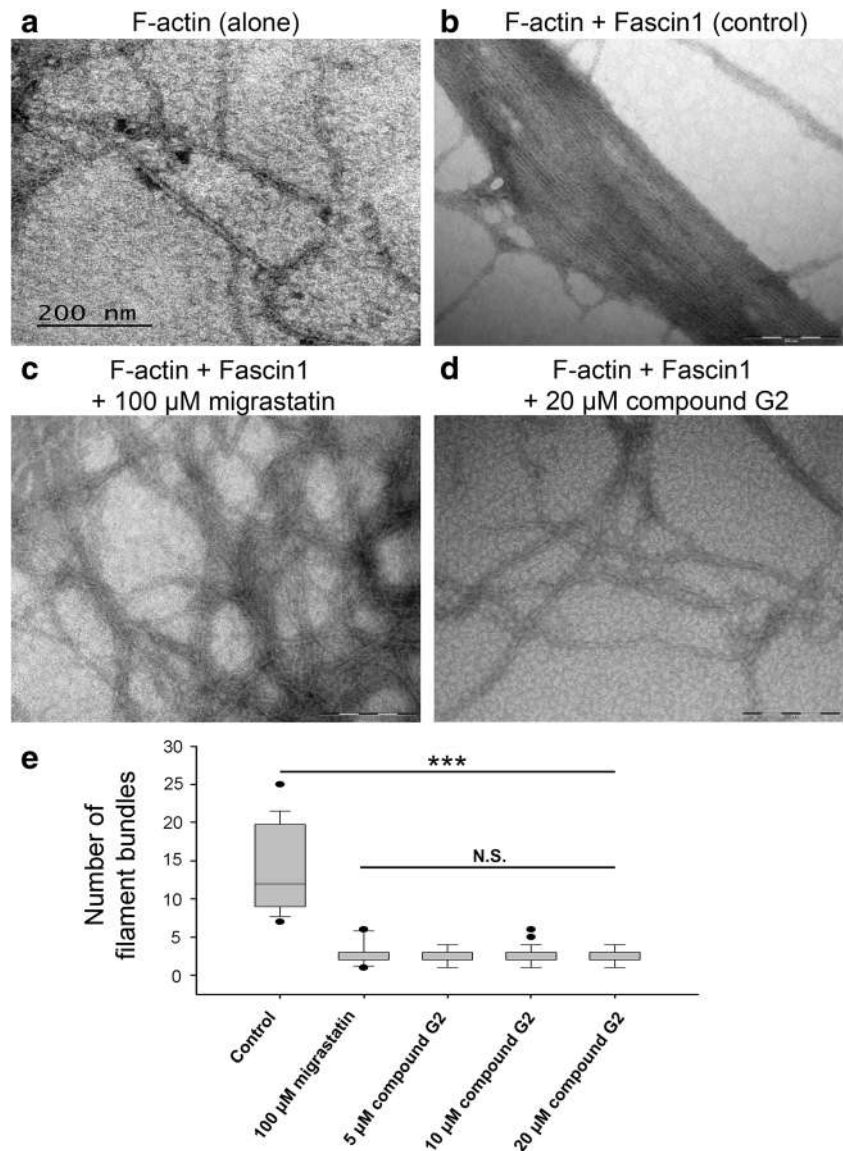 a
F-actin (alone)
200 nm
b
F-actin + Fascin1 (control)
c
F-actin + Fascin1
+ 100 µM migrastatin
d
F-actin + Fascin1
+ 20 µM compound G2
e
Number of
filament bundles
30
25
20
15
10
5
0
***
N.S.
Control
100 µM migrastatin
5 µM compound G2
10 µM compound G2
20 µM compound G2